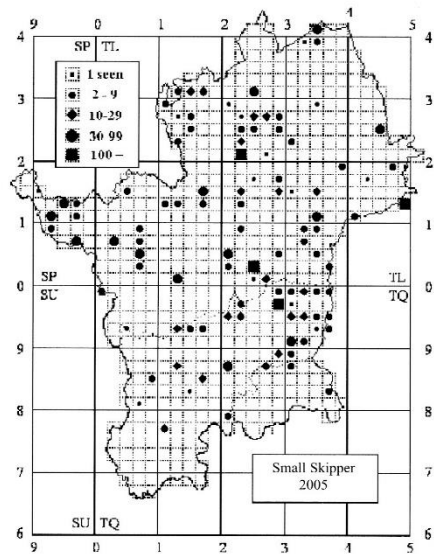 0 1 2 3 4 5
4 SP TL 4
1 seen
2 - 9
10-29
30-99
100 –
3 3
2 2
1 1
0 SP TL 0
SU TQ
9 9
8 8
Small Skipper
2005
7 7
6 SU TQ 6
9 0 1 2 3 4 5